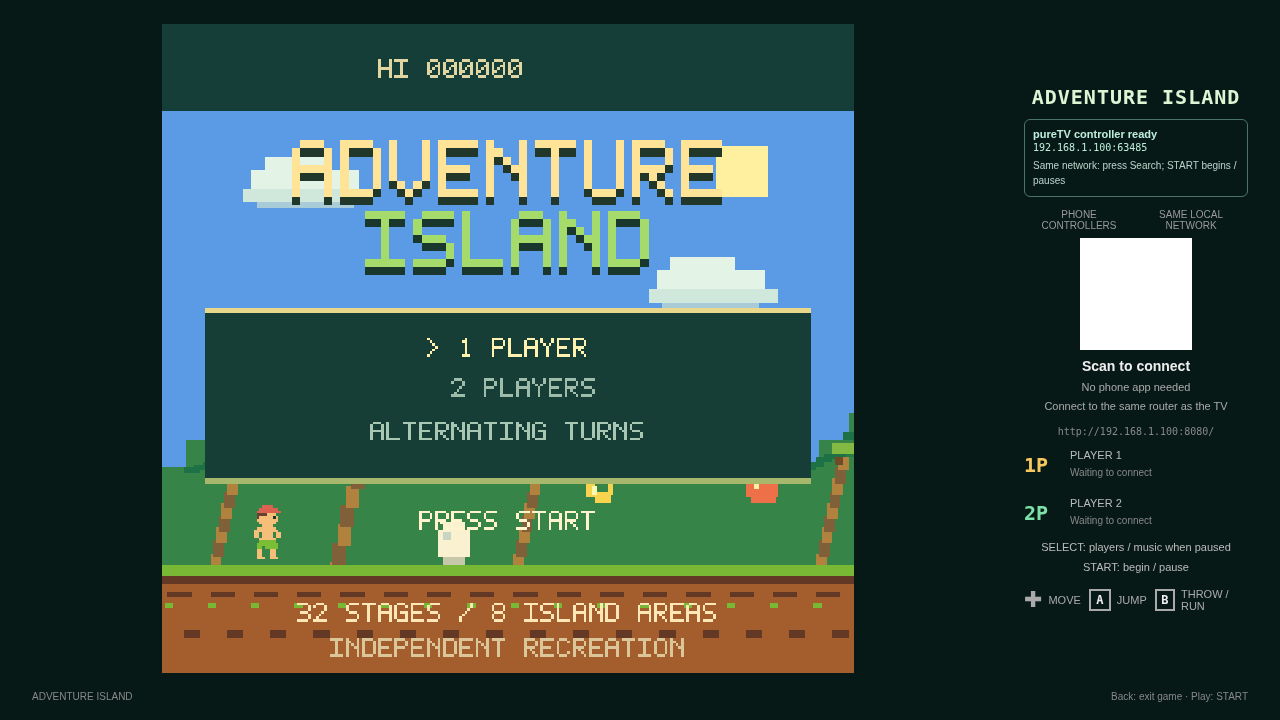 HI 000000
ADVENTURE
ISLAND
> 1 PLAYER
2 PLAYERS
ALTERNATING TURNS
PRESS START
32 STAGES / 8 ISLAND AREAS
INDEPENDENT RECREATION
ADVENTURE ISLAND
pureTV controller ready
192.168.1.100:63485
Same network: press Search; START begins /
pauses
PHONE
CONTROLLERS
SAME LOCAL
NETWORK
Scan to connect
No phone app needed
Connect to the same router as the TV
http://192.168.1.100:8080/
1P
PLAYER 1
Waiting to connect
2P
PLAYER 2
Waiting to connect
SELECT: players / music when paused
START: begin / pause
MOVE A JUMP B THROW /
RUN
ADVENTURE ISLAND
Back: exit game · Play: START